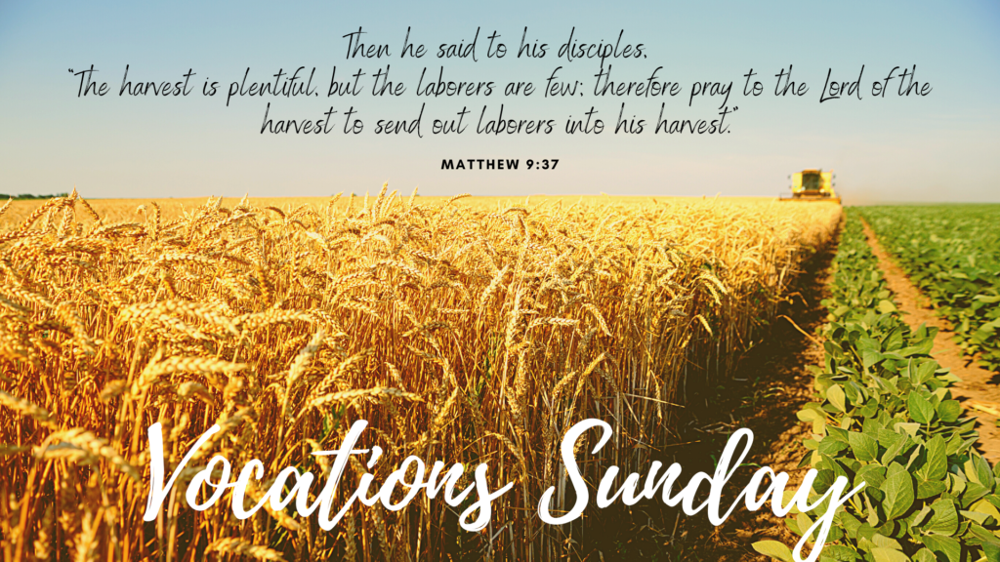 Then he said to his disciples,
"The harvest is plentiful, but the laborers are few; therefore pray to the Lord of the
harvest to send out laborers into his harvest."
MATTHEW 9:37
Vocations Sunday